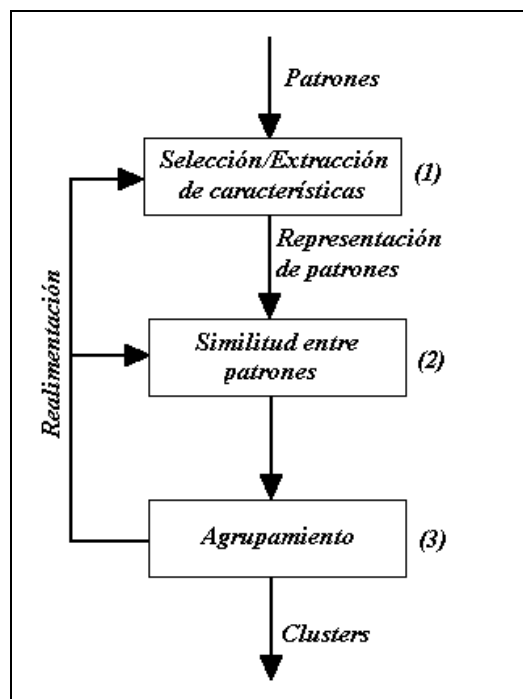 Patrones
Selección/Extracción
de características
(1)
Representación
de patrones
Realimentación
Similitud entre
patrones
(2)
Agrupamiento
(3)
Clusters